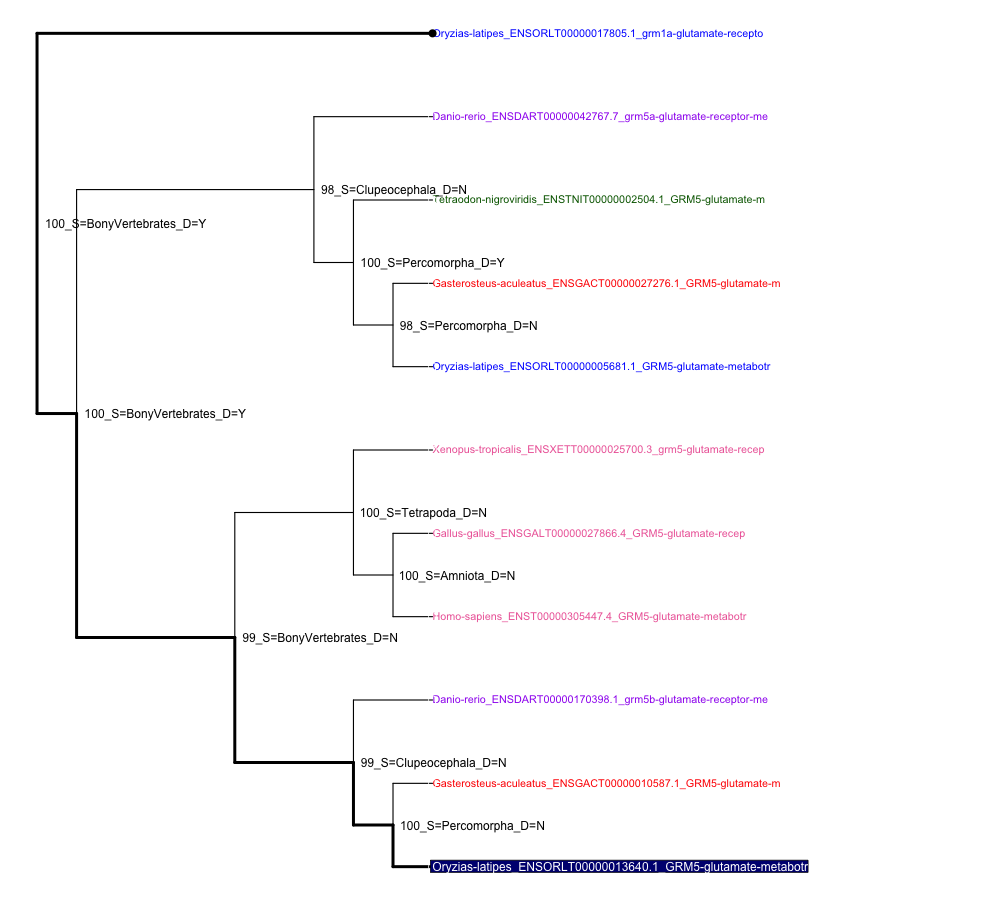 Oryzias-latipes_ENSORLT00000017805.1_grm1a-glutamate-recepto
Danio-rerio_ENSDART00000042767.7_grm5a-glutamate-receptor-me
98_S=Clupeocephala_D=N
Tetraodon-nigroviridis_ENSTNIT00000002504.1_GRM5-glutamate-m
100_S=BonyVertebrates_D=Y
100_S=Percomorpha_D=Y
Gasterosteus-aculeatus_ENSGACT00000027276.1_GRM5-glutamate-m
98_S=Percomorpha_D=N
Oryzias-latipes_ENSORLT00000005681.1_GRM5-glutamate-metabotr
100_S=BonyVertebrates_D=Y
Xenopus-tropicalis_ENSXETT00000025700.3_grm5-glutamate-recep
100_S=Tetrapoda_D=N
Gallus-gallus_ENSGALT00000027866.4_GRM5-glutamate-recep
100_S=Amniota_D=N
Homo-sapiens_ENST00000305447.4_GRM5-glutamate-metabotr
99_S=BonyVertebrates_D=N
Danio-rerio_ENSDART00000170398.1_grm5b-glutamate-receptor-me
99_S=Clupeocephala_D=N
Gasterosteus-aculeatus_ENSGACT00000010587.1_GRM5-glutamate-m
100_S=Percomorpha_D=N
Oryzias-latipes_ENSORLT00000013640.1_GRM5-glutamate-metabotr